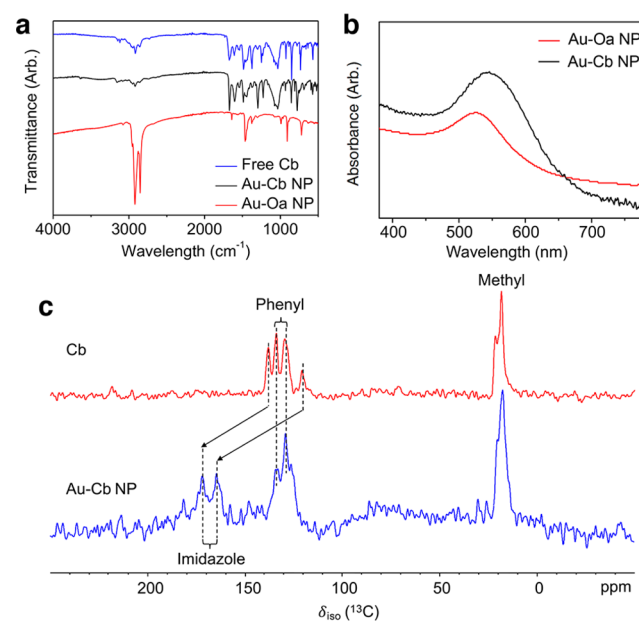 a
Transmittance (Arb.)
Free Cb
Au-Cb NP
Au-Oa NP
4000 3000 2000 1000
Wavelength (cm⁻¹)
b
Absorbance (Arb.)
Au-Oa NP
Au-Cb NP
400 500 600 700
Wavelength (nm)
c
Phenyl
Methyl
Cb
Au-Cb NP
Imidazole
200 150 100 50 0 ppm
δiso (¹³C)